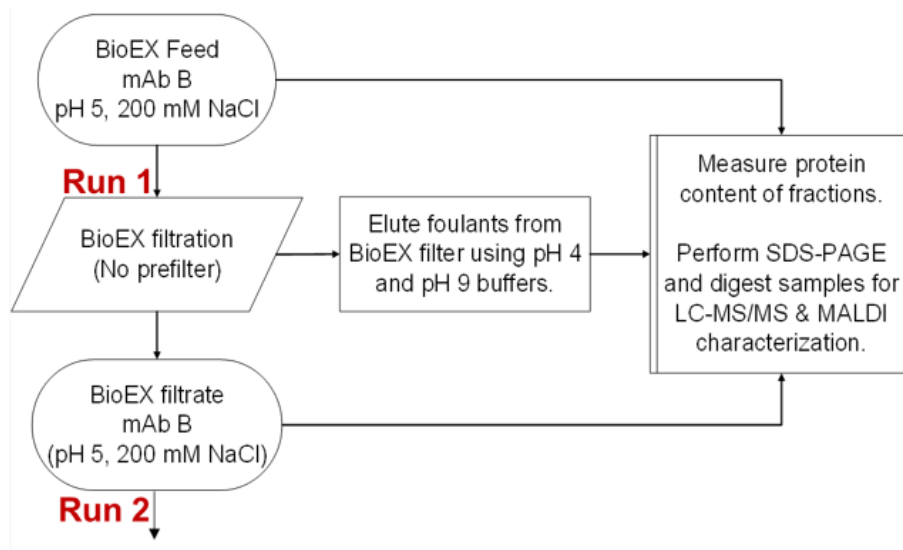 BioEX Feed
mAb B
pH 5, 200 mM NaCl
Run 1
BioEX filtration
(No prefilter)
Elute foulants from
BioEX filter using pH 4
and pH 9 buffers.
Measure protein
content of fractions.
Perform SDS-PAGE
and digest samples for
LC-MS/MS & MALDI
characterization.
BioEX filtrate
mAb B
(pH 5, 200 mM NaCl)
Run 2